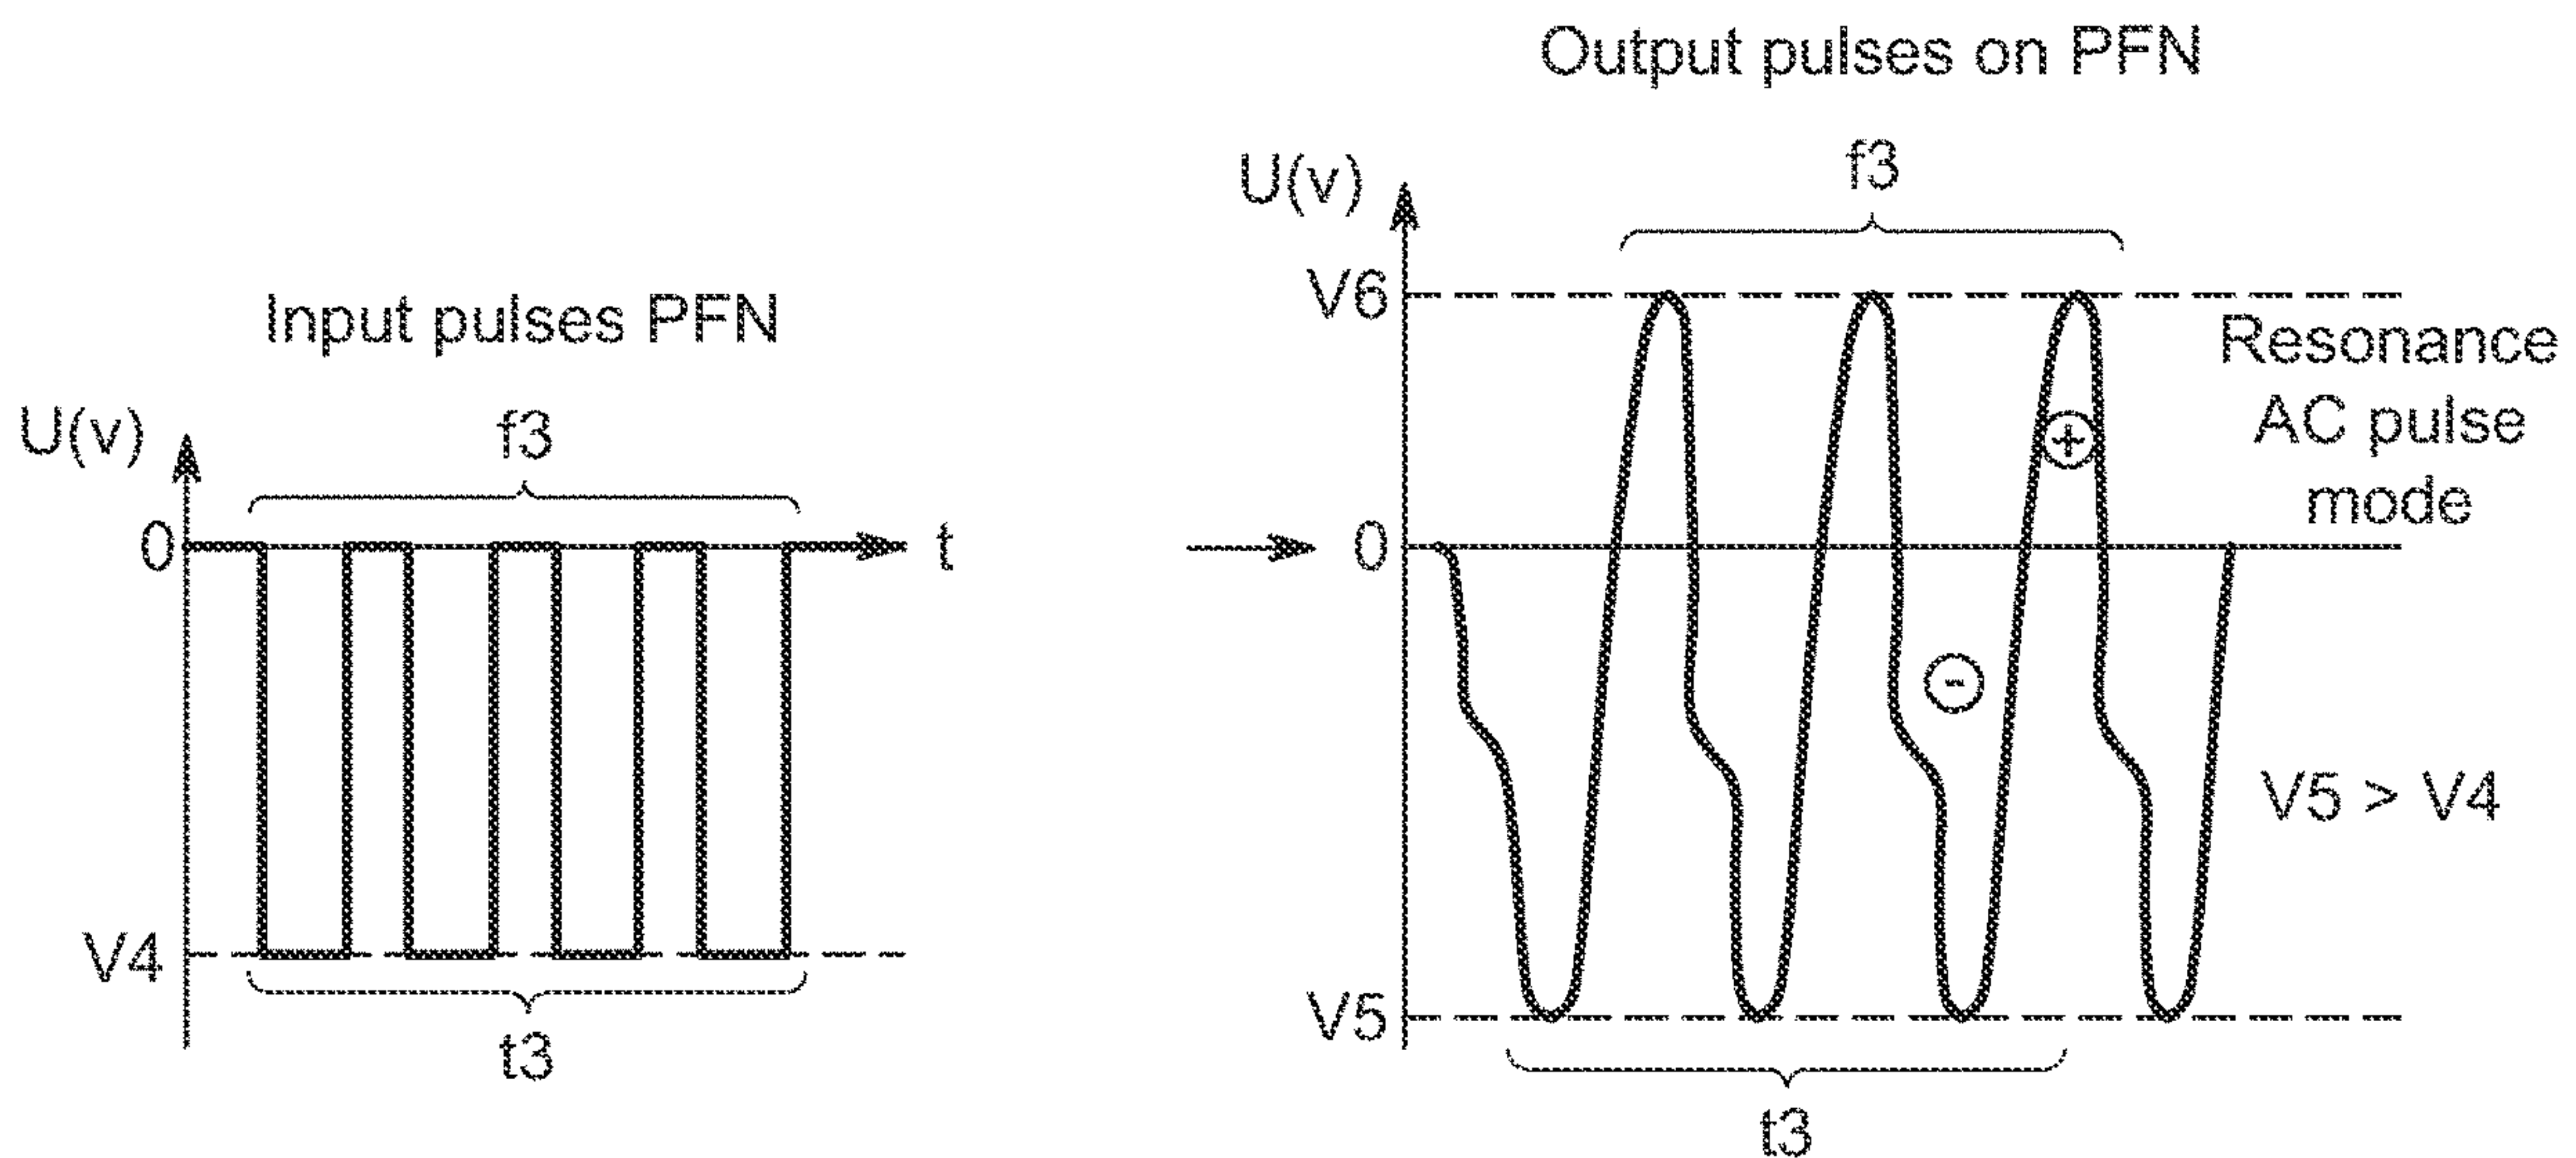 Input pulses PFN
U(v)
f3
0
t
V4
t3
Output pulses on PFN
U(v)
f3
V6
Resonance
AC pulse
mode
+
0
-
V5 > V4
V5
t3